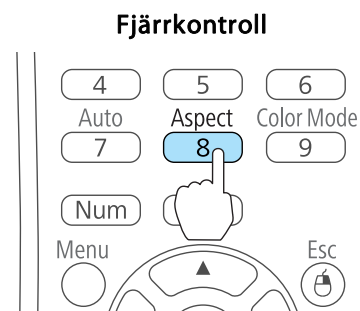 Fjärrkontroll
4 5 6
Auto Aspect Color Mode
7 8 9
Num
Menu Esc